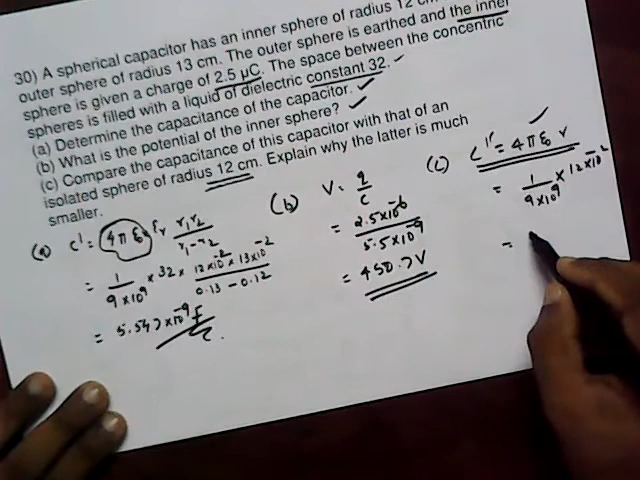 30) A spherical capacitor has an inner sphere of radius 12
outer sphere of radius 13 cm. The outer sphere is earthed and the inner
sphere is given a charge of 2.5 µC. The space between the concentric
spheres is filled with a liquid of dielectric constant 32.
(a) Determine the capacitance of the capacitor.
(b) What is the potential of the inner sphere?
(c) Compare the capacitance of this capacitor with that of an
isolated sphere of radius 12 cm. Explain why the latter is much
smaller.
(a) C' = 4πε₀ εr r₁r₂ / r₁-r₂
= 1 / 9×10⁹ × 32 × 12×10⁻² × 13×10⁻² / 0.13 - 0.12
= 5.547×10⁻⁹ F
(b) V = q / C
= 2.5×10⁻⁶ / 5.5×10⁻⁹
= 450.7V
(c) C'' = 4πε₀ r
= 1 / 9×10⁹ × 12×10⁻²
=